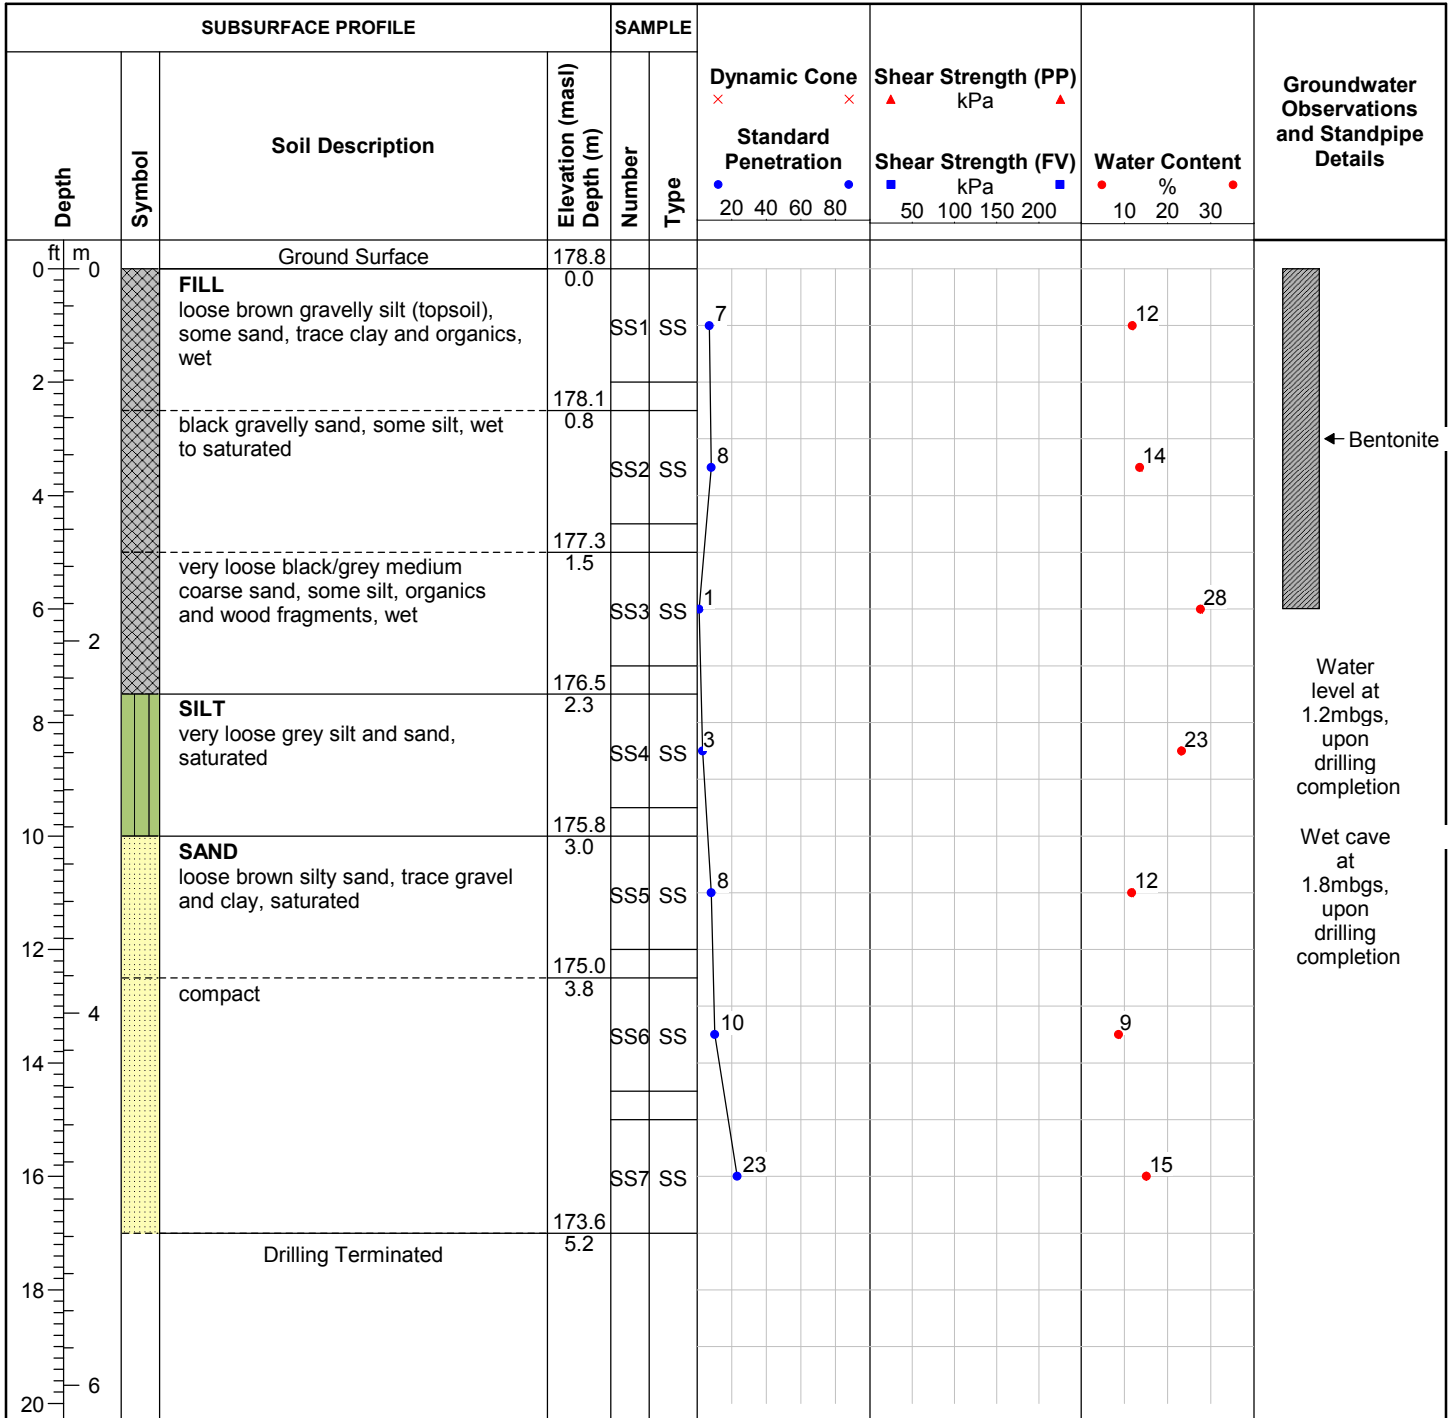 SUBSURFACE PROFILE
SAMPLE
Depth
Symbol
Soil Description
Elevation (masl)
Depth (m)
Number
Type
Dynamic Cone
Standard
Penetration
20 40 60 80
Shear Strength (PP)
kPa
Shear Strength (FV)
kPa
50 100 150 200
Water Content
%
10 20 30
Groundwater
Observations
and Standpipe
Details
ft m
Ground Surface 178.8
0 0
0.0
FILL
loose brown gravelly silt (topsoil),
some sand, trace clay and organics,
wet
SS1 SS 7 12
2
178.1
0.8
black gravelly sand, some silt, wet
to saturated
Bentonite
SS2 SS 8 14
4
177.3
1.5
very loose black/grey medium
coarse sand, some silt, organics
and wood fragments, wet
6
SS3 SS 1 28
2
176.5
2.3
SILT
very loose grey silt and sand,
saturated
8
SS4 SS 3 23
Water
level at
1.2mbgs,
upon
drilling
completion
175.8
10
3.0
SAND
loose brown silty sand, trace gravel
and clay, saturated
SS5 SS 8 12
Wet cave
at
1.8mbgs,
upon
drilling
completion
12
175.0
3.8
compact
4
SS6 SS 10 9
14
16
SS7 SS 23 15
173.6
5.2
Drilling Terminated
18
6
20